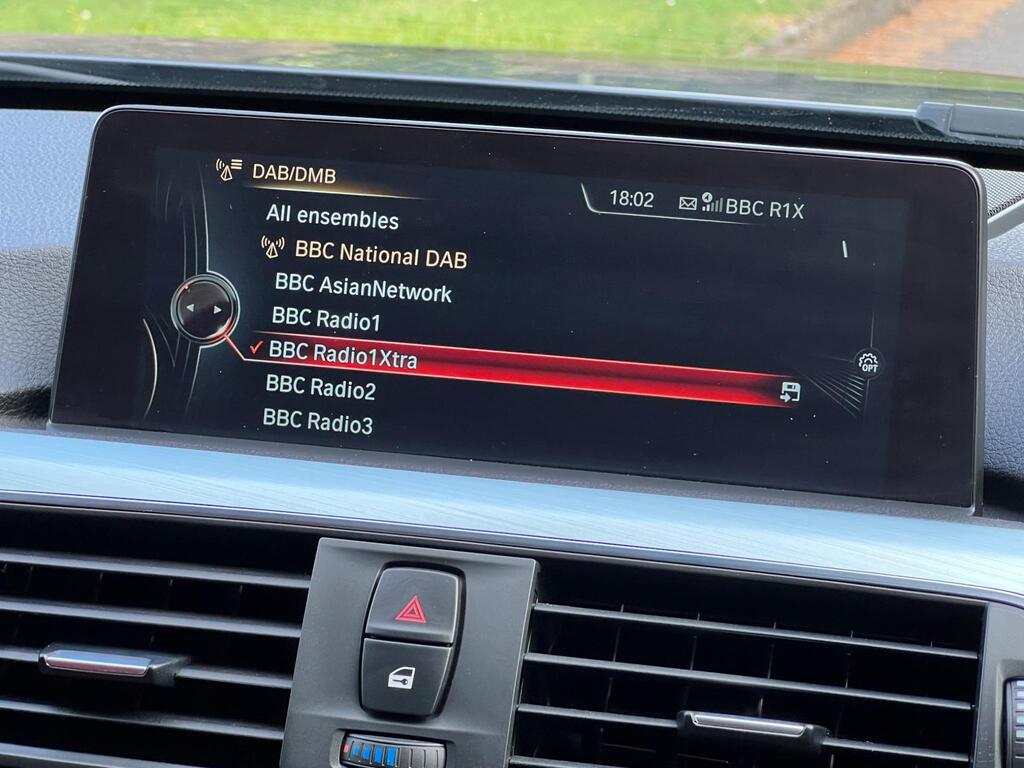 DAB/DMB
18:02 BBC R1X
All ensembles
BBC National DAB
BBC AsianNetwork
BBC Radio1
BBC Radio1Xtra
OPT
BBC Radio2
BBC Radio3